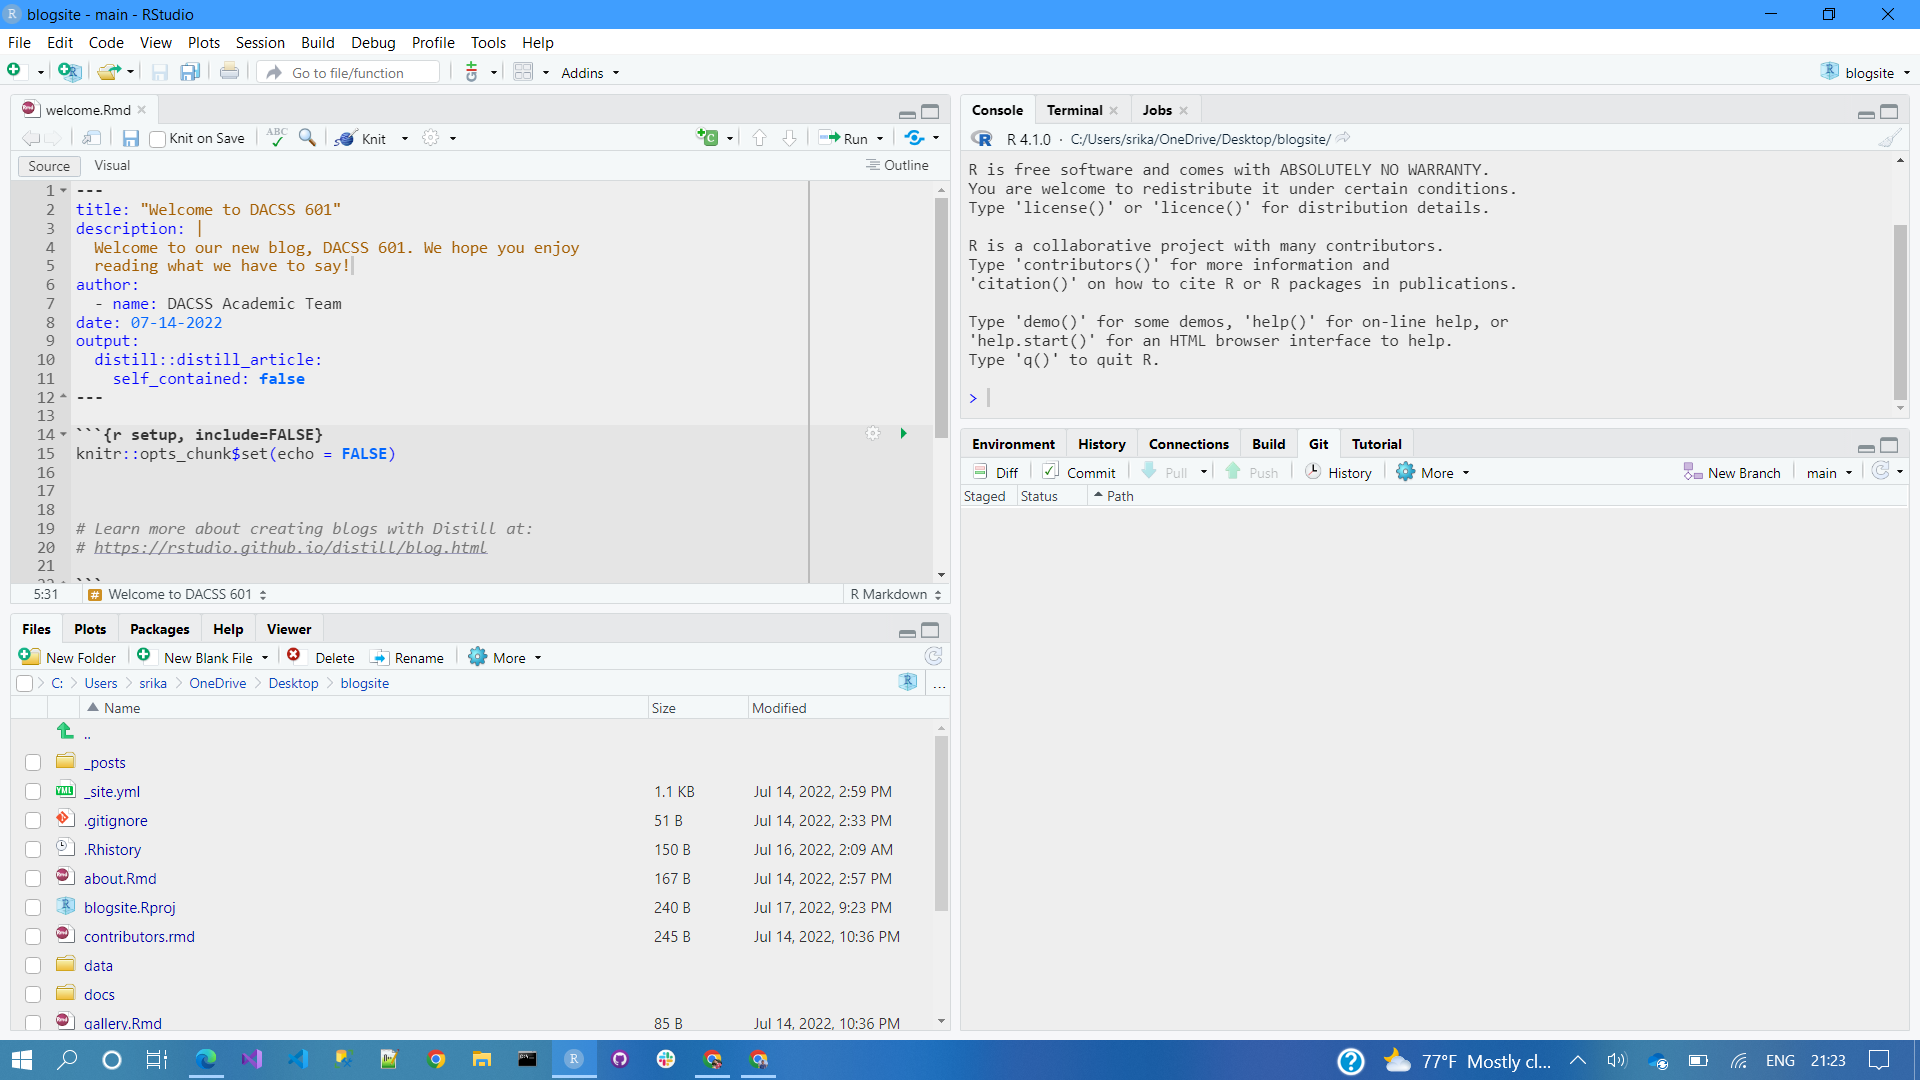 blogsite - main - RStudio
File Edit Code View Plots Session Build Debug Profile Tools Help
Go to file/function Addins blogsite
welcome.Rmd
Knit on Save ABC Knit Run
Source Visual Outline
1 ---
2 title: "Welcome to DACSS 601"
3 description: |
4 Welcome to our new blog, DACSS 601. We hope you enjoy
5 reading what we have to say!
6 author:
7 - name: DACSS Academic Team
8 date: 07-14-2022
9 output:
10 distill::distill_article:
11 self_contained: false
12 ---
13
14 ```{r setup, include=FALSE}
15 knitr::opts_chunk$set(echo = FALSE)
16
17
18
19 # Learn more about creating blogs with Distill at:
20 # https://rstudio.github.io/distill/blog.html
21
22 ```
5:31 Welcome to DACSS 601 R Markdown
Files Plots Packages Help Viewer
New Folder New Blank File Delete Rename More
C: Users srika OneDrive Desktop blogsite ...
Name Size Modified
..
_posts
_site.yml 1.1 KB Jul 14, 2022, 2:59 PM
.gitignore 51 B Jul 14, 2022, 2:33 PM
.Rhistory 150 B Jul 16, 2022, 2:09 AM
about.Rmd 167 B Jul 14, 2022, 2:57 PM
blogsite.Rproj 240 B Jul 17, 2022, 9:23 PM
contributors.rmd 245 B Jul 14, 2022, 10:36 PM
data
docs
gallery.Rmd 85 B Jul 14, 2022, 10:36 PM
Console Terminal Jobs
R 4.1.0 · C:/Users/srika/OneDrive/Desktop/blogsite/
R is free software and comes with ABSOLUTELY NO WARRANTY.
You are welcome to redistribute it under certain conditions.
Type 'license()' or 'licence()' for distribution details.
R is a collaborative project with many contributors.
Type 'contributors()' for more information and
'citation()' on how to cite R or R packages in publications.
Type 'demo()' for some demos, 'help()' for on-line help, or
'help.start()' for an HTML browser interface to help.
Type 'q()' to quit R.
>
Environment History Connections Build Git Tutorial
Diff Commit Pull Push History More New Branch main
Staged Status Path
77°F Mostly cl... ENG 21:23